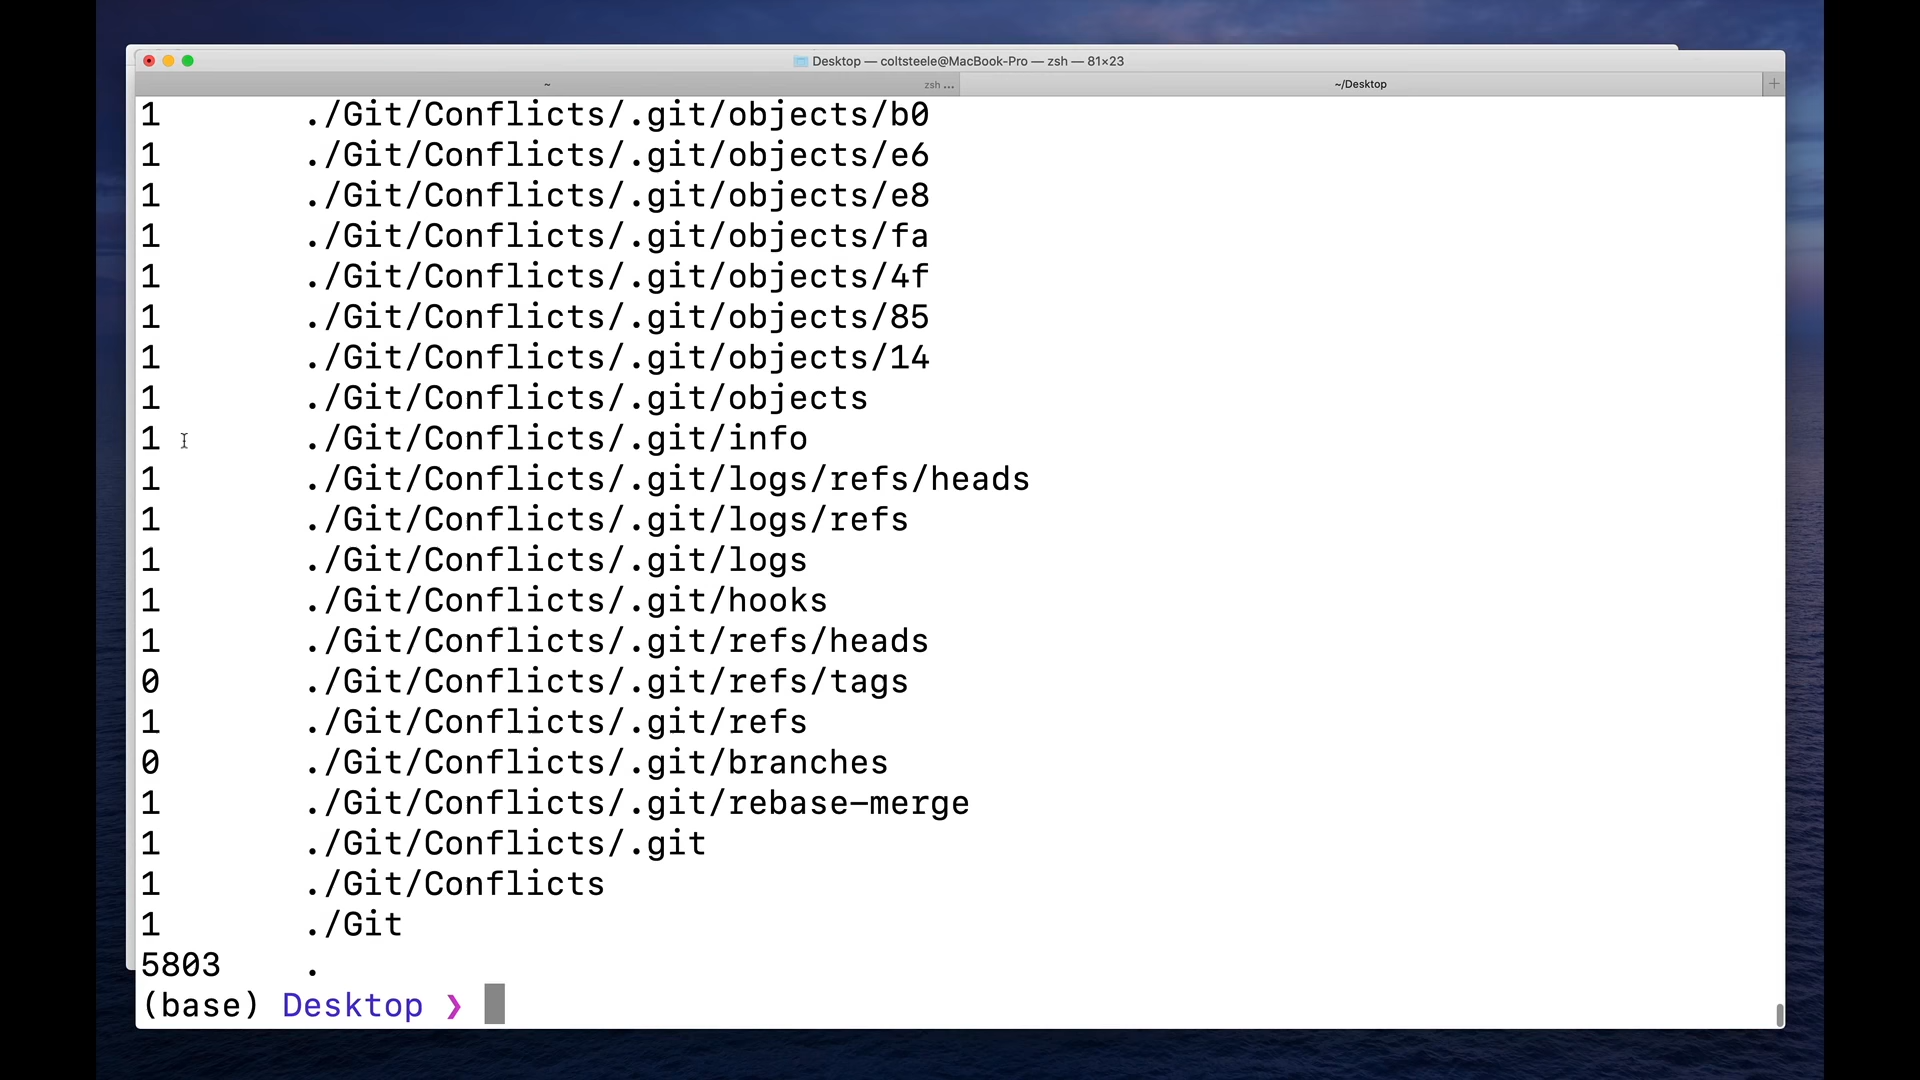 Desktop — coltsteele@MacBook-Pro — zsh — 81×23
~ zsh ... ~/Desktop +
1 ./Git/Conflicts/.git/objects/b0
1 ./Git/Conflicts/.git/objects/e6
1 ./Git/Conflicts/.git/objects/e8
1 ./Git/Conflicts/.git/objects/fa
1 ./Git/Conflicts/.git/objects/4f
1 ./Git/Conflicts/.git/objects/85
1 ./Git/Conflicts/.git/objects/14
1 ./Git/Conflicts/.git/objects
1 ./Git/Conflicts/.git/info
1 ./Git/Conflicts/.git/logs/refs/heads
1 ./Git/Conflicts/.git/logs/refs
1 ./Git/Conflicts/.git/logs
1 ./Git/Conflicts/.git/hooks
1 ./Git/Conflicts/.git/refs/heads
0 ./Git/Conflicts/.git/refs/tags
1 ./Git/Conflicts/.git/refs
0 ./Git/Conflicts/.git/branches
1 ./Git/Conflicts/.git/rebase-merge
1 ./Git/Conflicts/.git
1 ./Git/Conflicts
1 ./Git
5803 .
(base) Desktop ❯